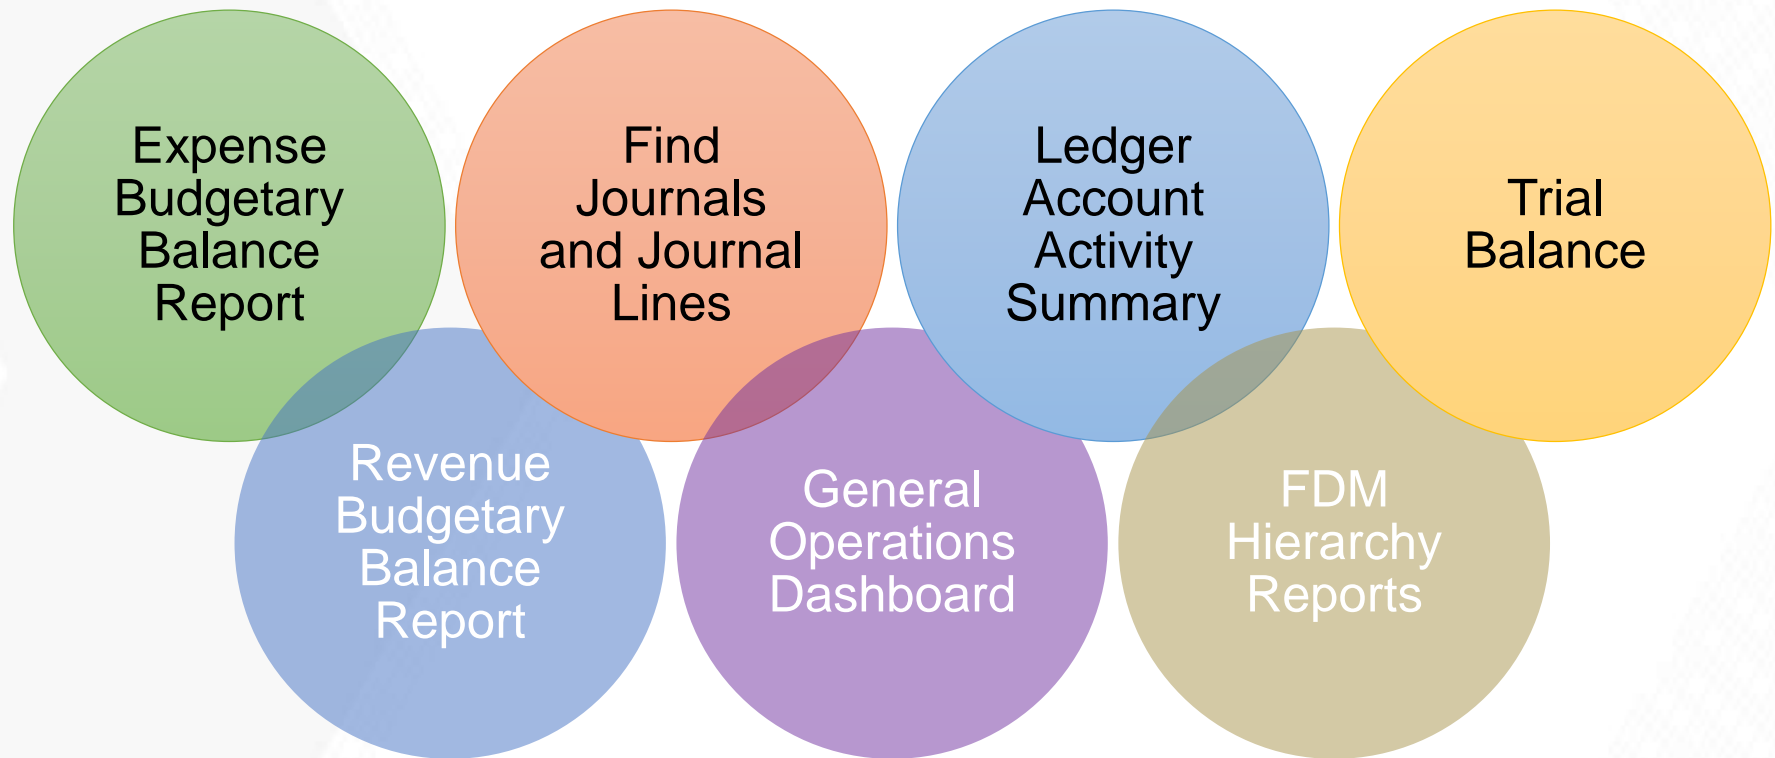 Expense
Budgetary
Balance
Report
Find
Journals
and Journal
Lines
Ledger
Account
Activity
Summary
Trial
Balance
Revenue
Budgetary
Balance
Report
General
Operations
Dashboard
FDM
Hierarchy
Reports